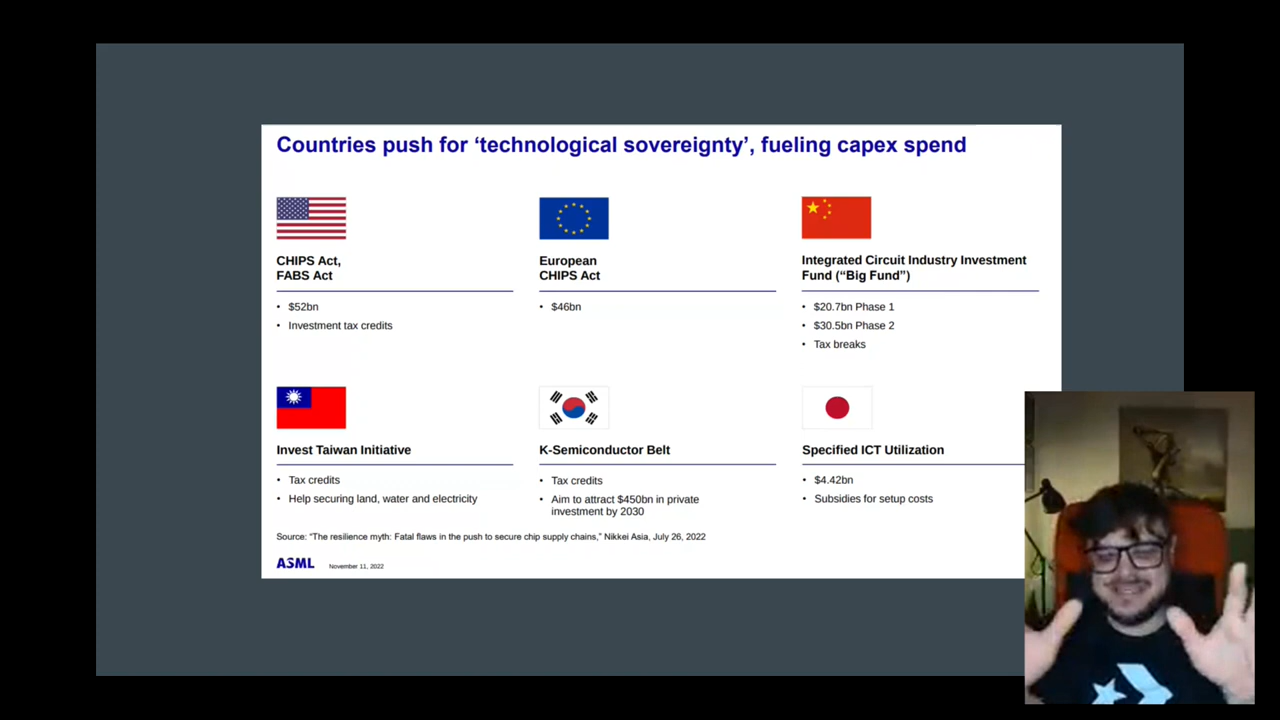 Countries push for ‘technological sovereignty’, fueling capex spend
CHIPS Act,
FABS Act
• $52bn
• Investment tax credits
European
CHIPS Act
• $46bn
Integrated Circuit Industry Investment
Fund (“Big Fund”)
• $20.7bn Phase 1
• $30.5bn Phase 2
• Tax breaks
Invest Taiwan Initiative
• Tax credits
• Help securing land, water and electricity
K-Semiconductor Belt
• Tax credits
• Aim to attract $450bn in private
investment by 2030
Specified ICT Utilization
• $4.42bn
• Subsidies for setup costs
Source: “The resilience myth: Fatal flaws in the push to secure chip supply chains,” Nikkei Asia, July 26, 2022
ASML
November 11, 2022